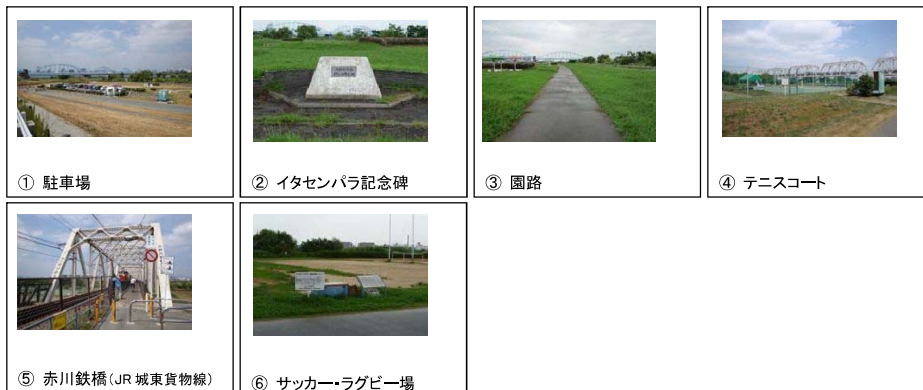 ① 駐車場
② イタセンパラ記念碑
③ 園路
④ テニスコート
⑤ 赤川鉄橋(JR 城東貨物線)
⑥ サッカー・ラグビー場